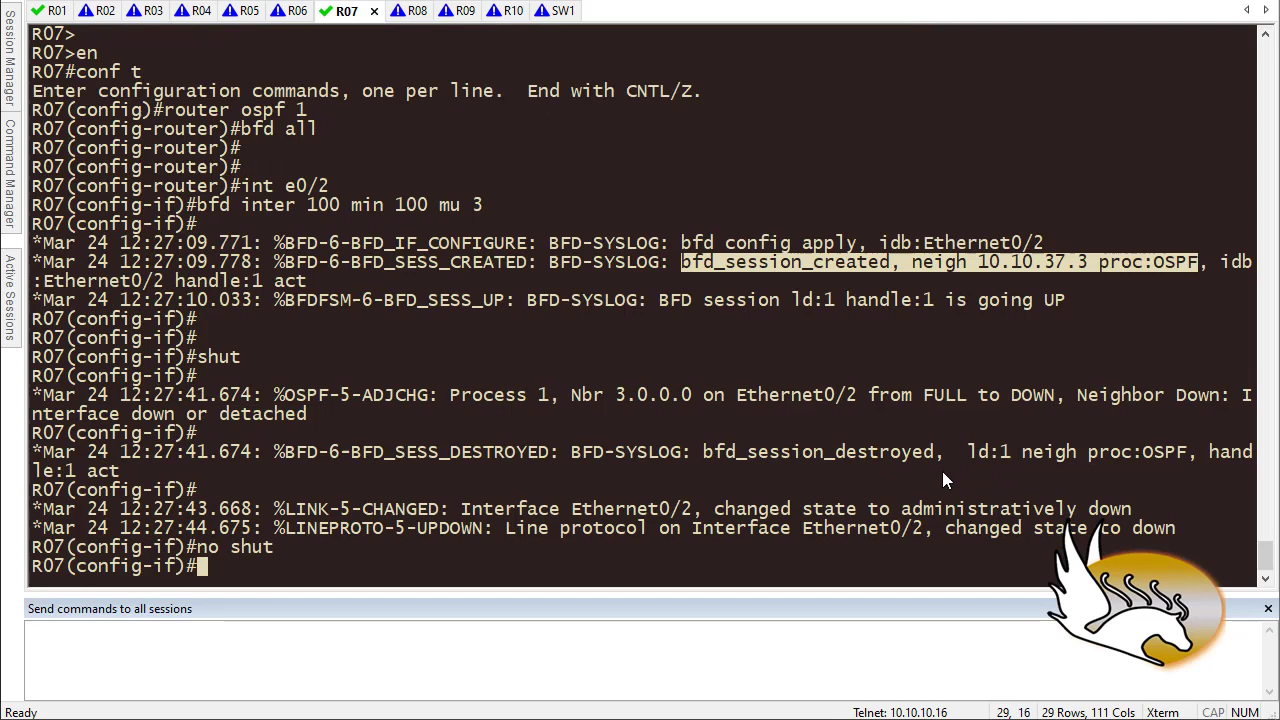 R01 R02 R03 R04 R05 R06 R07 R08 R09 R10 SW1
Session Manager
Command Manager
Active Sessions
R07>
R07>en
R07#conf t
Enter configuration commands, one per line.  End with CNTL/Z.
R07(config)#router ospf 1
R07(config-router)#bfd all
R07(config-router)#
R07(config-router)#
R07(config-router)#int e0/2
R07(config-if)#bfd inter 100 min 100 mu 3
R07(config-if)#
*Mar 24 12:27:09.771: %BFD-6-BFD_IF_CONFIGURE: BFD-SYSLOG: bfd config apply, idb:Ethernet0/2
*Mar 24 12:27:09.778: %BFD-6-BFD_SESS_CREATED: BFD-SYSLOG: bfd_session_created, neigh 10.10.37.3 proc:OSPF, idb
:Ethernet0/2 handle:1 act
*Mar 24 12:27:10.033: %BFDFSM-6-BFD_SESS_UP: BFD-SYSLOG: BFD session ld:1 handle:1 is going UP
R07(config-if)#
R07(config-if)#
R07(config-if)#shut
R07(config-if)#
*Mar 24 12:27:41.674: %OSPF-5-ADJCHG: Process 1, Nbr 3.0.0.0 on Ethernet0/2 from FULL to DOWN, Neighbor Down: I
nterface down or detached
R07(config-if)#
*Mar 24 12:27:41.674: %BFD-6-BFD_SESS_DESTROYED: BFD-SYSLOG: bfd_session_destroyed,  ld:1 neigh proc:OSPF, hand
le:1 act
R07(config-if)#
*Mar 24 12:27:43.668: %LINK-5-CHANGED: Interface Ethernet0/2, changed state to administratively down
*Mar 24 12:27:44.675: %LINEPROTO-5-UPDOWN: Line protocol on Interface Ethernet0/2, changed state to down
R07(config-if)#no shut
R07(config-if)#
Send commands to all sessions
Ready Telnet: 10.10.10.16 29, 16 29 Rows, 111 Cols Xterm CAP NUM